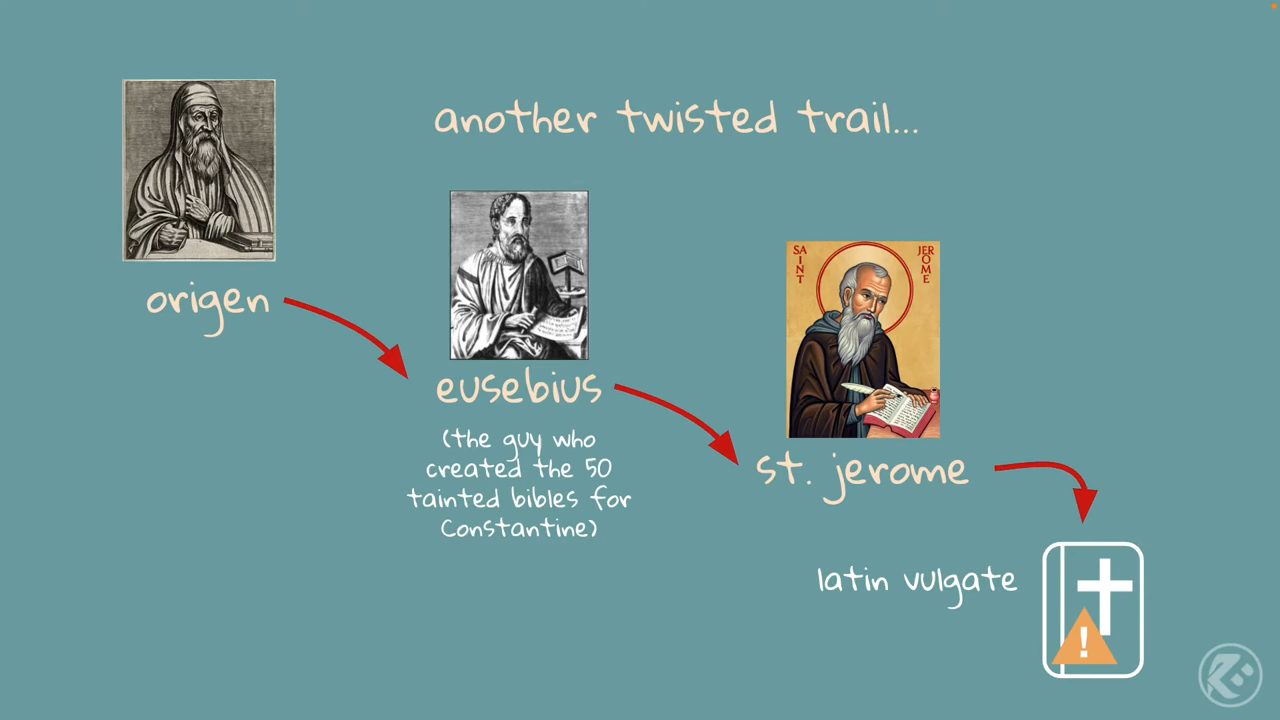 another twisted trail...
origen
eusebius
(the guy who
created the 50
tainted bibles for
Constantine)
SAINT JEROME
st. jerome
latin vulgate
!